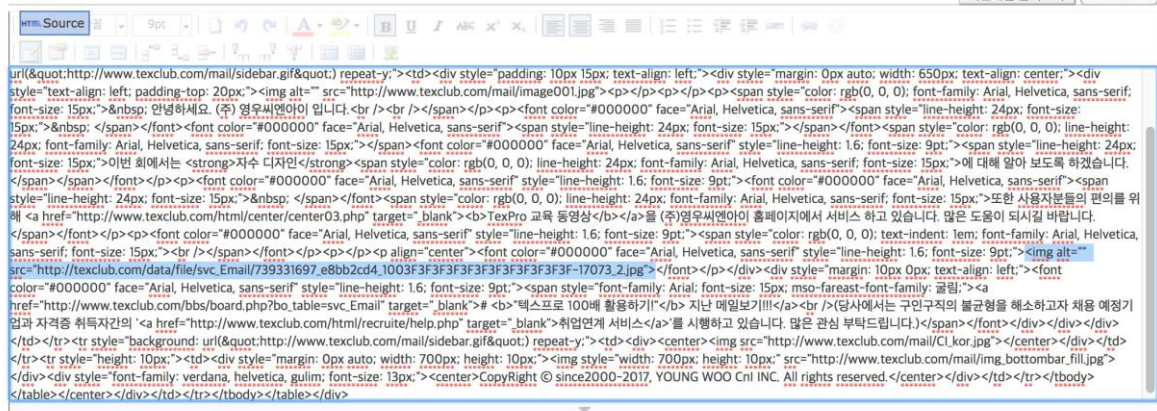 HTML Source 9pt
url(&quot;http://www.texclub.com/mail/sidebar.gif&quot;) repeat-y;"><td><div style="padding: 10px 15px; text-align: left;"><div style="margin: 0px auto; width: 650px; text-align: center;"><div
style="text-align: left; padding-top: 20px;"><img alt="" src="http://www.texclub.com/mail/image001.jpg"><p></p><p></p><p><span style="color: rgb(0, 0, 0); font-family: Arial, Helvetica, sans-serif;
font-size: 15px;">&nbsp; 안녕하세요. (주) 영우씨엔아이 입니다.<br /><br /></span></p><p><font color="#000000" face="Arial, Helvetica, sans-serif"><span style="line-height: 24px; font-size:
15px;">&nbsp; </span></font><font color="#000000" face="Arial, Helvetica, sans-serif"><span style="line-height: 24px; font-size: 15px;"></span></font><span style="color: rgb(0, 0, 0); line-height:
24px; font-family: Arial, Helvetica, sans-serif; font-size: 15px;"></span><font color="#000000" face="Arial, Helvetica, sans-serif" style="line-height: 1.6; font-size: 9pt;"><span style="line-height: 24px;
font-size: 15px;">이번 회에서는 <strong>자수 디자인</strong><span style="color: rgb(0, 0, 0); line-height: 24px; font-family: Arial, Helvetica, sans-serif; font-size: 15px;">에 대해 알아 보도록 하겠습니다.
</span></span></font></p><p><font color="#000000" face="Arial, Helvetica, sans-serif" style="line-height: 1.6; font-size: 9pt;"><font color="#000000" face="Arial, Helvetica, sans-serif"><span
style="line-height: 24px; font-size: 15px;">&nbsp; </span></font><span style="color: rgb(0, 0, 0); line-height: 24px; font-family: Arial, Helvetica, sans-serif; font-size: 15px;">또한 사용자분들의 편의를 위
해 <a href="http://www.texclub.com/html/center/center03.php" target="_blank"><b>TexPro 교육 동영상</b></a>을 (주)영우씨엔아이 홈페이지에서 서비스 하고 있습니다. 많은 도움이 되시길 바랍니다.
</span></font></p><p><font color="#000000" face="Arial, Helvetica, sans-serif" style="line-height: 1.6; font-size: 9pt;"><span style="color: rgb(0, 0, 0); text-indent: 1em; font-family: Arial, Helvetica,
sans-serif; font-size: 15px;"><br /></span></font></p><p align="center"><font color="#000000" face="Arial, Helvetica, sans-serif" style="line-height: 1.6; font-size: 9pt;"><img alt=""
src="http://texclub.com/data/file/svc_Email/739331697_e8bb2cd4_1003F3F3F3F3F3F3F3F3F3F3F3F3F-17073_2.jpg"></font></p></div><div style="margin: 10px 0px; text-align: left;"><font
color="#000000" face="Arial, Helvetica, sans-serif" style="line-height: 1.6; font-size: 9pt;"><span style="font-family: Arial; font-size: 15px; mso-fareast-font-family: 굴림;"><a
href="http://www.texclub.com/bbs/board.php?bo_table=svc_Email" target="_blank"># <b>"텍스프로 100배 활용하기!"</b> 지난 메일보기!!!!</a><br />(당사에서는 구인구직의 불균형을 해소하고자 채용 예정기
업과 자격증 취득자간의 '<a href="http://www.texclub.com/html/recruite/help.php" target="_blank">취업연계 서비스</a>'를 시행하고 있습니다. 많은 관심 부탁드립니다.)</span></font></div></div></div>
</td></tr><tr style="background: url(&quot;http://www.texclub.com/mail/sidebar.gif&quot;) repeat-y;"><td><div><center><img src="http://www.texclub.com/mail/CI_kor.jpg"></center></div></td>
</tr><tr style="height: 10px;"><td><div style="margin: 0px auto; width: 700px; height: 10px;"><img style="width: 700px; height: 10px;" src="http://www.texclub.com/mail/img_bottombar_fill.jpg">
</div><div style="font-family: verdana, helvetica, gulim; font-size: 13px;"><center>CopyRight © since2000-2017, YOUNG WOO CnI INC. All rights reserved.</center></div></td></tr></tbody>
</table></center></div></td></tr></tbody></table></div>